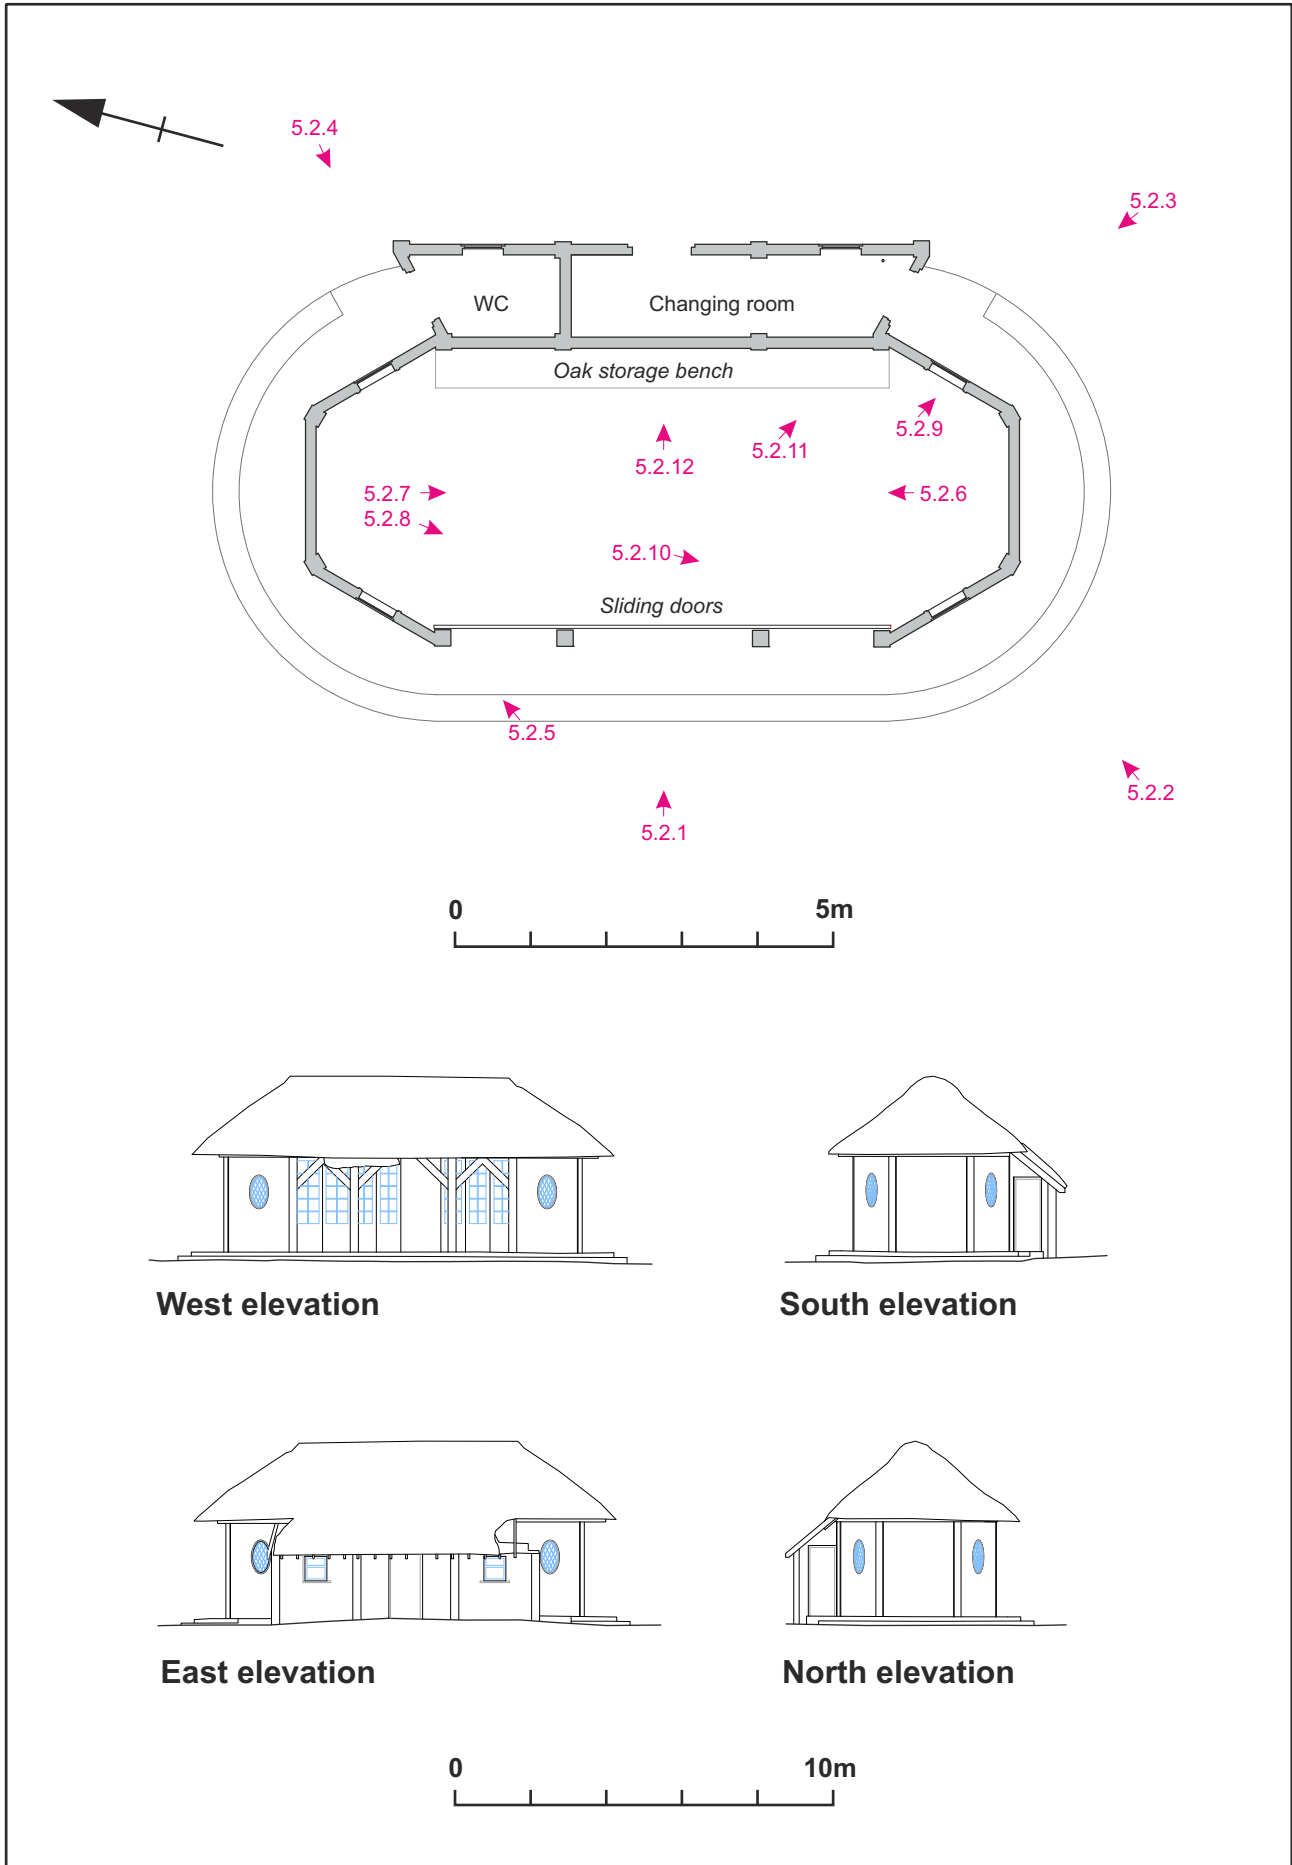 5.2.4
5.2.3
WC
Changing room
Oak storage bench
5.2.9
5.2.11
5.2.12
5.2.7
5.2.6
5.2.8
5.2.10
Sliding doors
5.2.5
5.2.2
5.2.1
0 5m
West elevation
South elevation
East elevation
North elevation
0 10m